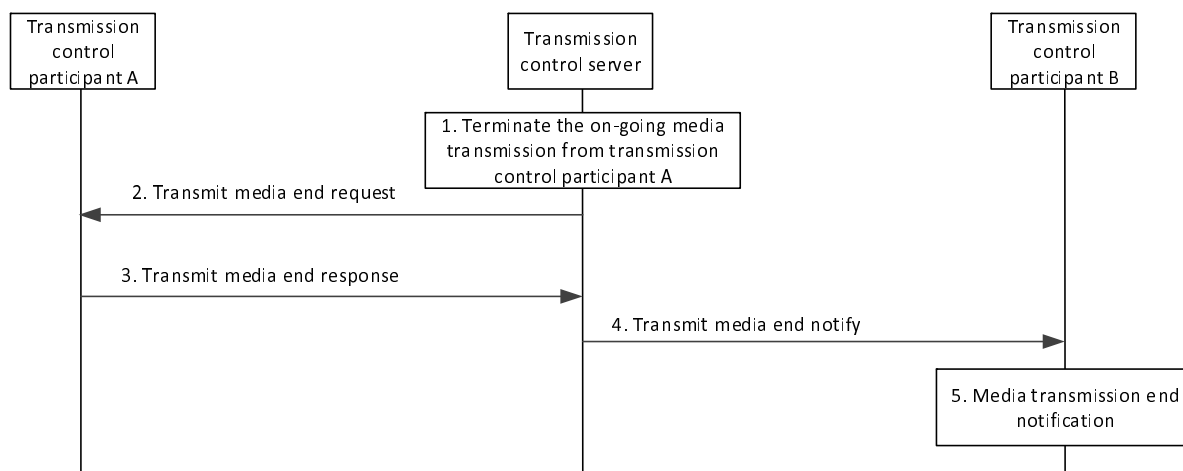 Transmission
control
participant A
Transmission
control server
Transmission
control
participant B
1. Terminate the on-going media
transmission from transmission
control participant A
2. Transmit media end request
3. Transmit media end response
4. Transmit media end notify
5. Media transmission end
notification